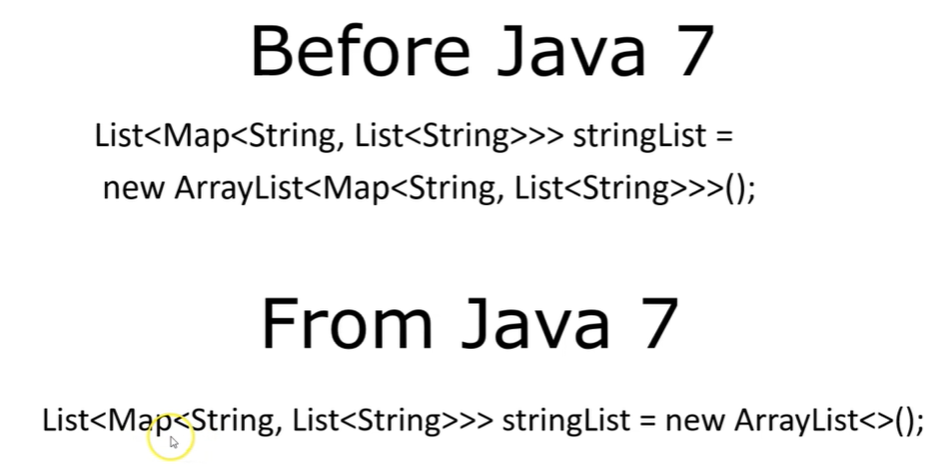 Before Java 7
List<Map<String, List<String>>> stringList =
new ArrayList<Map<String, List<String>>>();
From Java 7
List<Map<String, List<String>>> stringList = new ArrayList<>();